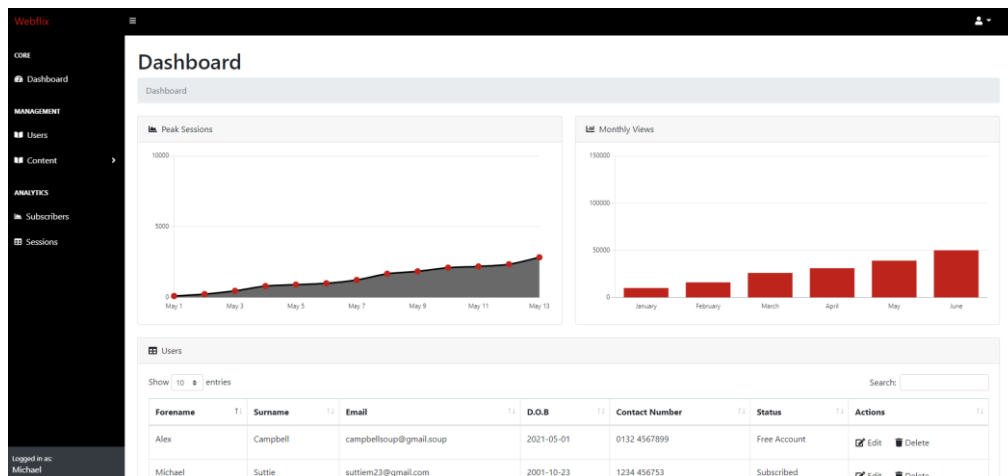 Webflix
CORE
Dashboard
MANAGEMENT
Users
Content
ANALYTICS
Subscribers
Sessions
Logged in as:
Michael
Dashboard
Dashboard
Peak Sessions
10000
5000
0
May 1 May 3 May 5 May 7 May 9 May 11 May 13
Monthly Views
150000
100000
50000
0
January February March April May June
Users
Show 10 entries Search:
Forename Surname Email D.O.B Contact Number Status Actions
Alex Campbell campbellsoup@gmail.soup 2021-05-01 0132 4567899 Free Account Edit Delete
Michael Suttie suttiem23@gmail.com 2001-10-23 1234 456753 Subscribed Edit Delete